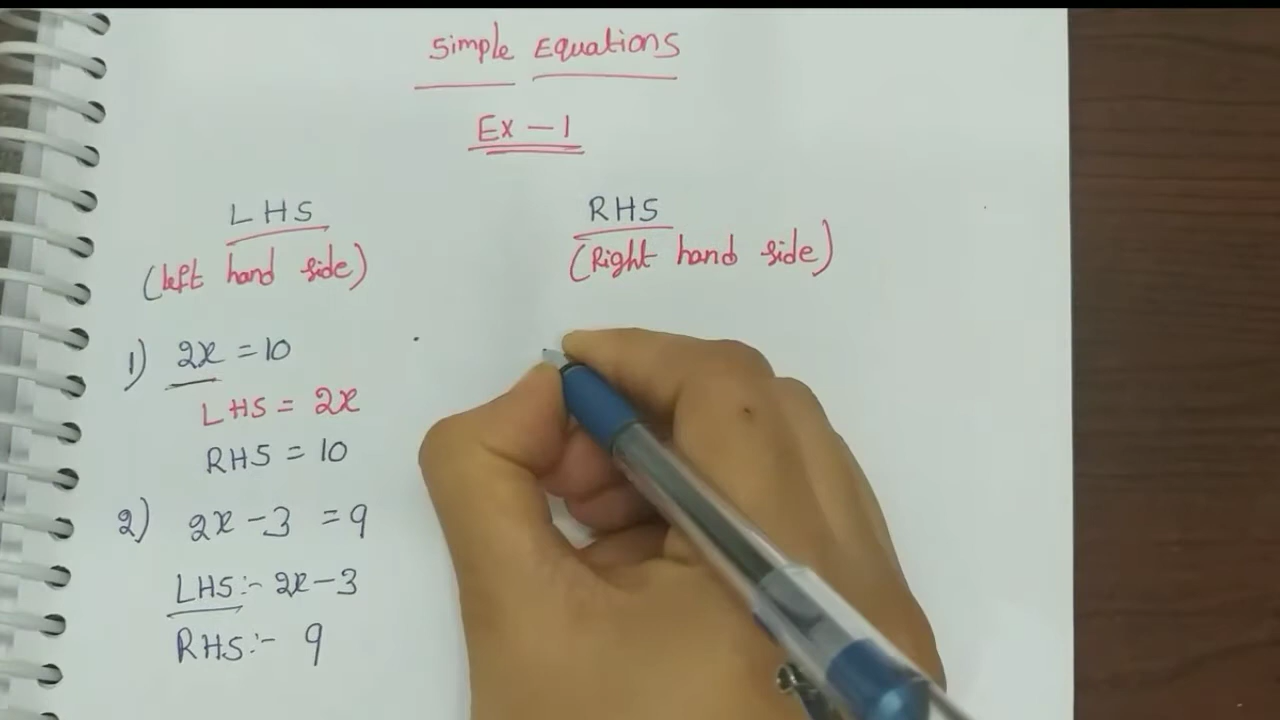 Simple Equations
Ex - 1
LHS
(left hand side)
RHS
(Right hand side)
1) 2x = 10
LHS = 2x
RHS = 10
2) 2x - 3 = 9
LHS :- 2x - 3
RHS :- 9